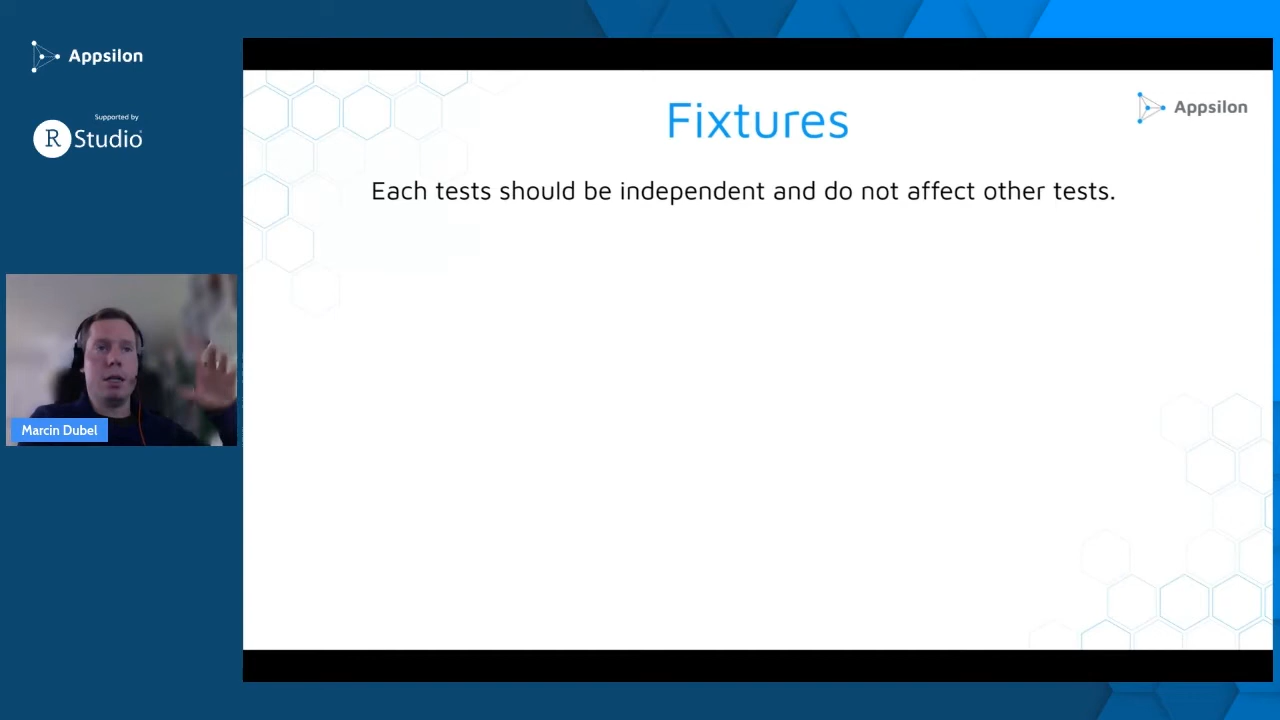 Appsilon
Supported by
R Studio
Marcin Dubel
Fixtures
Appsilon
Each tests should be independent and do not affect other tests.